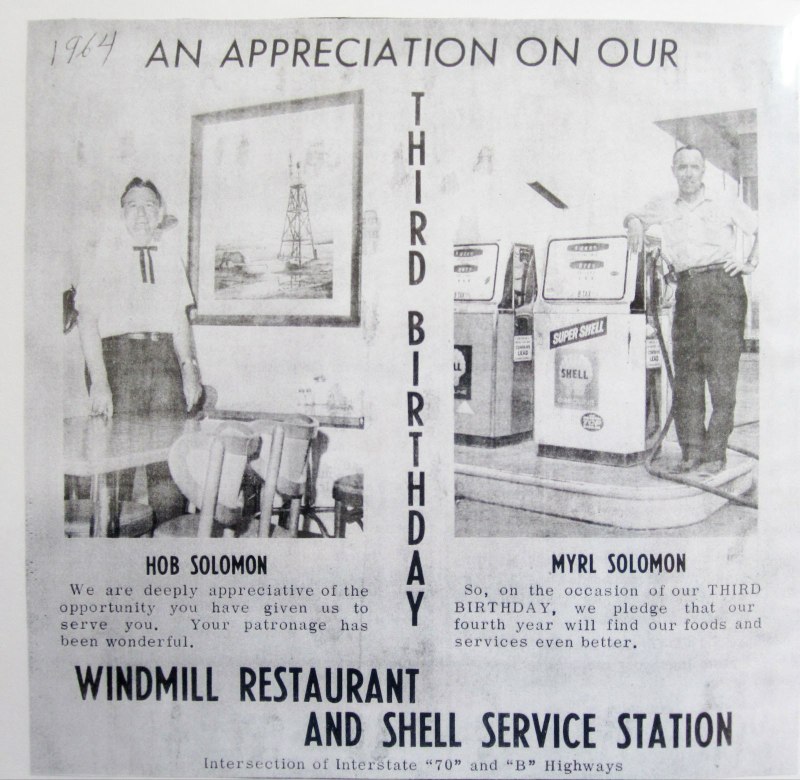 1964
AN APPRECIATION ON OUR
THIRD BIRTHDAY
SUPER SHELL
SHELL
HOB SOLOMON
We are deeply appreciative of the
opportunity you have given us to
serve you. Your patronage has
been wonderful.
MYRL SOLOMON
So, on the occasion of our THIRD
BIRTHDAY, we pledge that our
fourth year will find our foods and
services even better.
WINDMILL RESTAURANT
AND SHELL SERVICE STATION
Intersection of Interstate "70" and "B" Highways